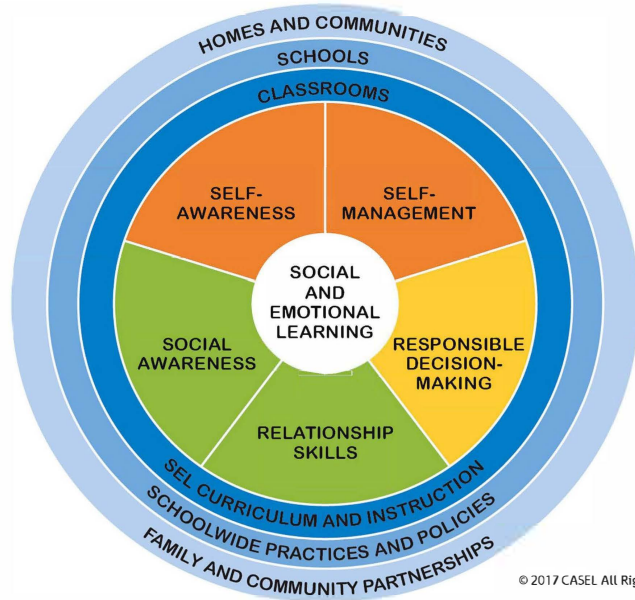 HOMES AND COMMUNITIES
SCHOOLS
CLASSROOMS
SELF-
AWARENESS
SELF-
MANAGEMENT
SOCIAL
AND
EMOTIONAL
LEARNING
SOCIAL
AWARENESS
RESPONSIBLE
DECISION-
MAKING
RELATIONSHIP
SKILLS
SEL CURRICULUM AND INSTRUCTION
SCHOOLWIDE PRACTICES AND POLICIES
FAMILY AND COMMUNITY PARTNERSHIPS
© 2017 CASEL All Rig